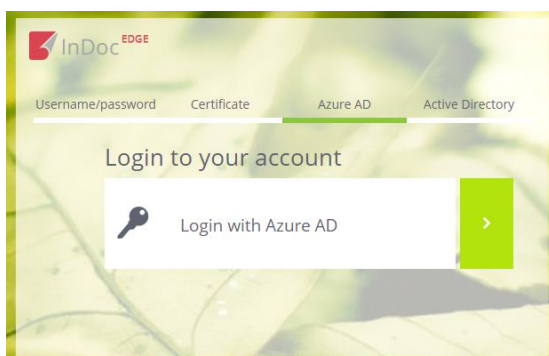 InDoc EDGE
Username/password Certificate Azure AD Active Directory
Login to your account
Login with Azure AD